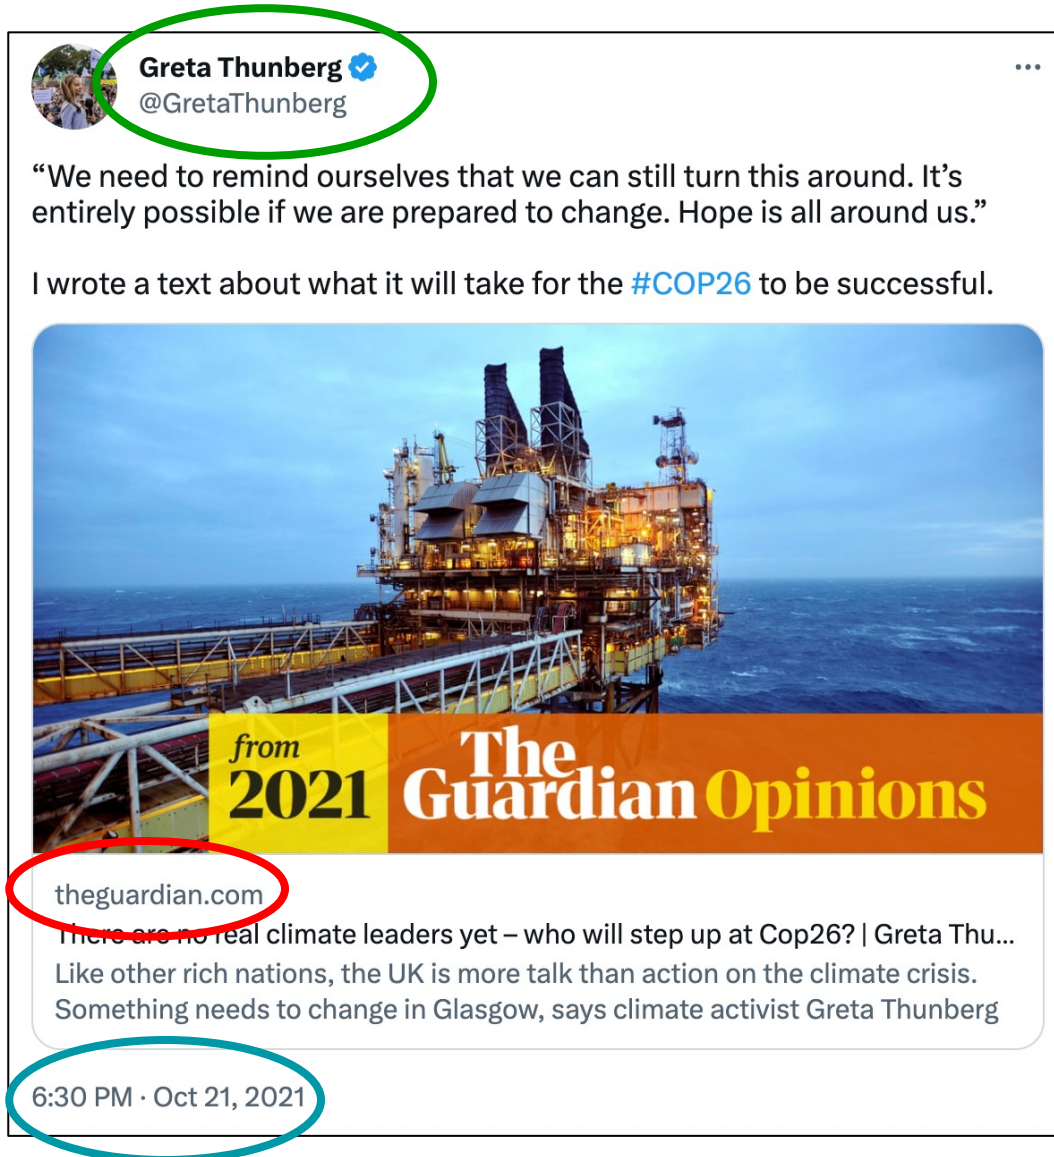 Greta Thunberg
@GretaThunberg
“We need to remind ourselves that we can still turn this around. It’s
entirely possible if we are prepared to change. Hope is all around us.”
I wrote a text about what it will take for the #COP26 to be successful.
from
2021
The
Guardian Opinions
theguardian.com
There are no real climate leaders yet – who will step up at Cop26? | Greta Thu...
Like other rich nations, the UK is more talk than action on the climate crisis.
Something needs to change in Glasgow, says climate activist Greta Thunberg
6:30 PM · Oct 21, 2021